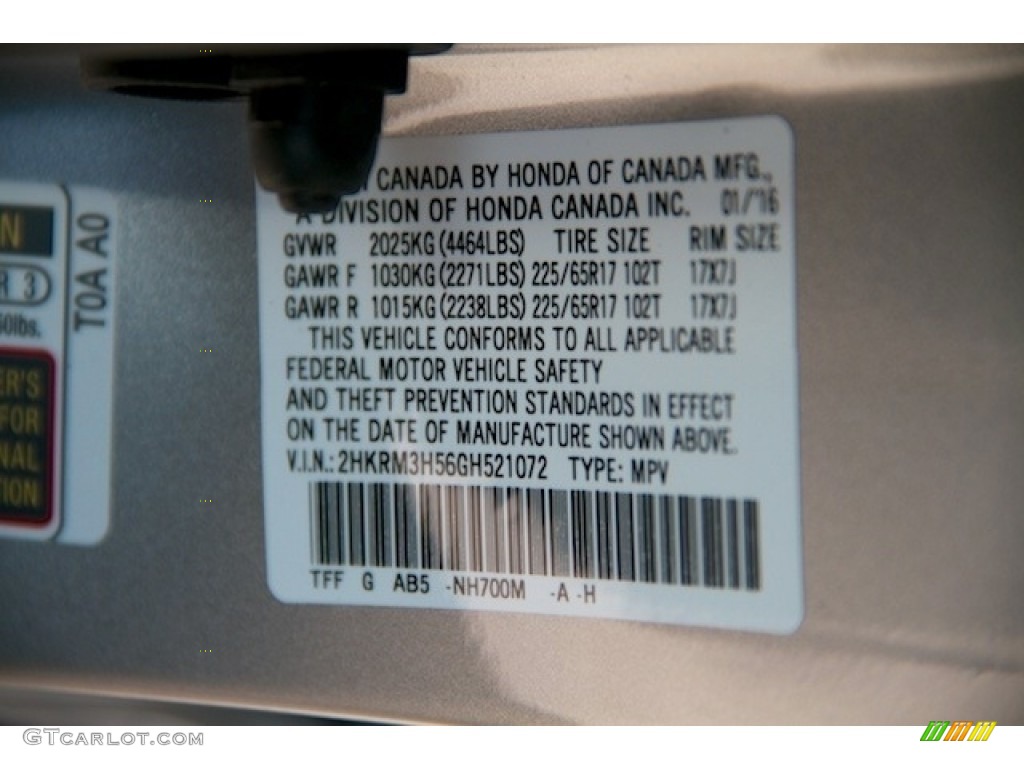 CANADA BY HONDA OF CANADA MFG.,
A DIVISION OF HONDA CANADA INC. 01/16
GVWR 2025KG (4464LBS) TIRE SIZE RIM SIZE
GAWR F 1030KG (2271LBS) 225/65R17 102T 17X7J
GAWR R 1015KG (2238LBS) 225/65R17 102T 17X7J
THIS VEHICLE CONFORMS TO ALL APPLICABLE
FEDERAL MOTOR VEHICLE SAFETY
AND THEFT PREVENTION STANDARDS IN EFFECT
ON THE DATE OF MANUFACTURE SHOWN ABOVE.
V.I.N.: 2HKRM3H56GH521072 TYPE: MPV
TFF G AB5 -NH700M -A -H
T0A A0
R 3
FOR
GTCARLOT.COM